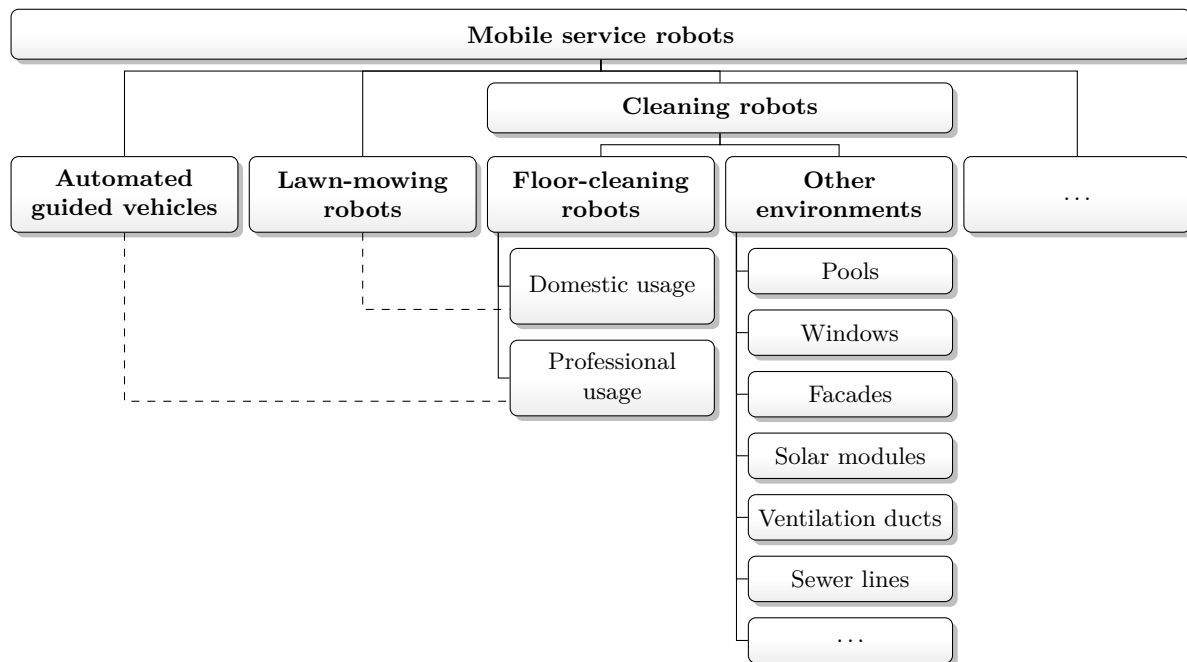 Mobile service robots
Cleaning robots
Automated
guided vehicles
Lawn-mowing
robots
Floor-cleaning
robots
Other
environments
...
Domestic usage
Professional
usage
Pools
Windows
Facades
Solar modules
Ventilation ducts
Sewer lines
...